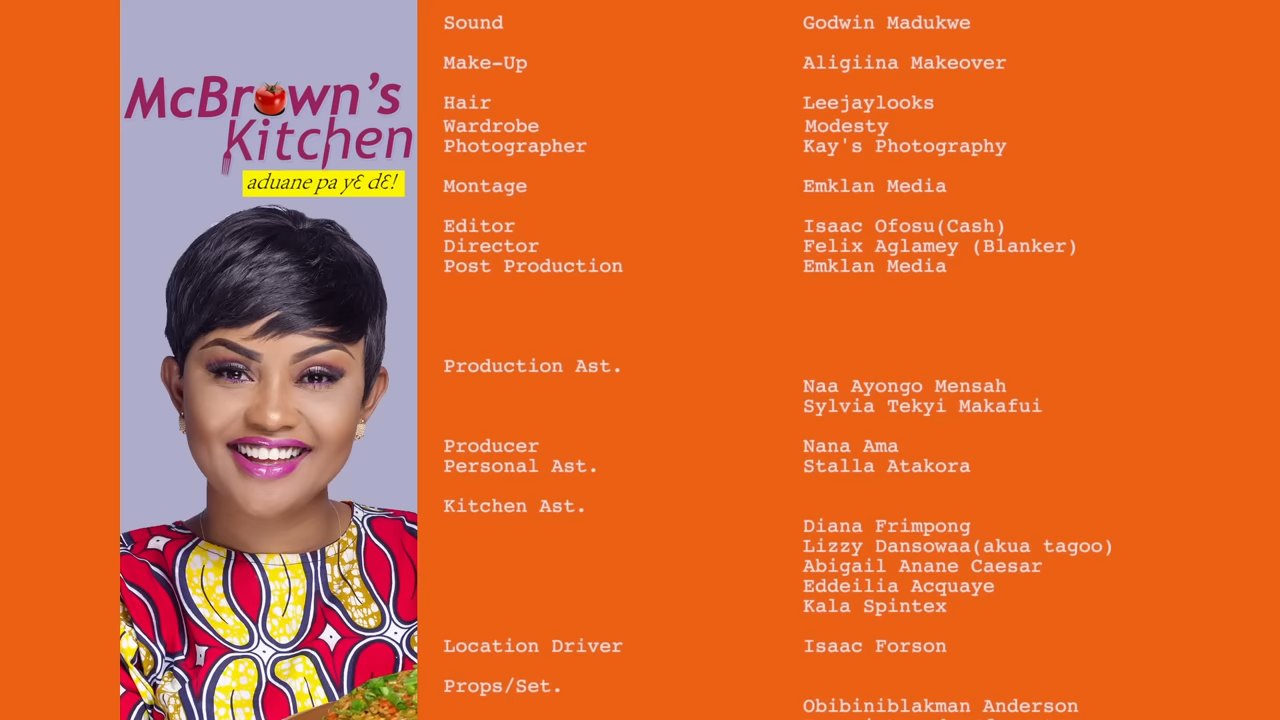 McBrown's
Kitchen
aduane pa yɛ dɛ!
Sound Godwin Madukwe
Make-Up Aligiina Makeover
Hair Leejaylooks
Wardrobe Modesty
Photographer Kay's Photography
Montage Emklan Media
Editor Isaac Ofosu(Cash)
Director Felix Aglamey (Blanker)
Post Production Emklan Media
Production Ast.
Naa Ayongo Mensah
Sylvia Tekyi Makafui
Producer Nana Ama
Personal Ast. Stalla Atakora
Kitchen Ast.
Diana Frimpong
Lizzy Dansowaa(akua tagoo)
Abigail Anane Caesar
Eddeilia Acquaye
Kala Spintex
Location Driver Isaac Forson
Props/Set.
Obibiniblakman Anderson